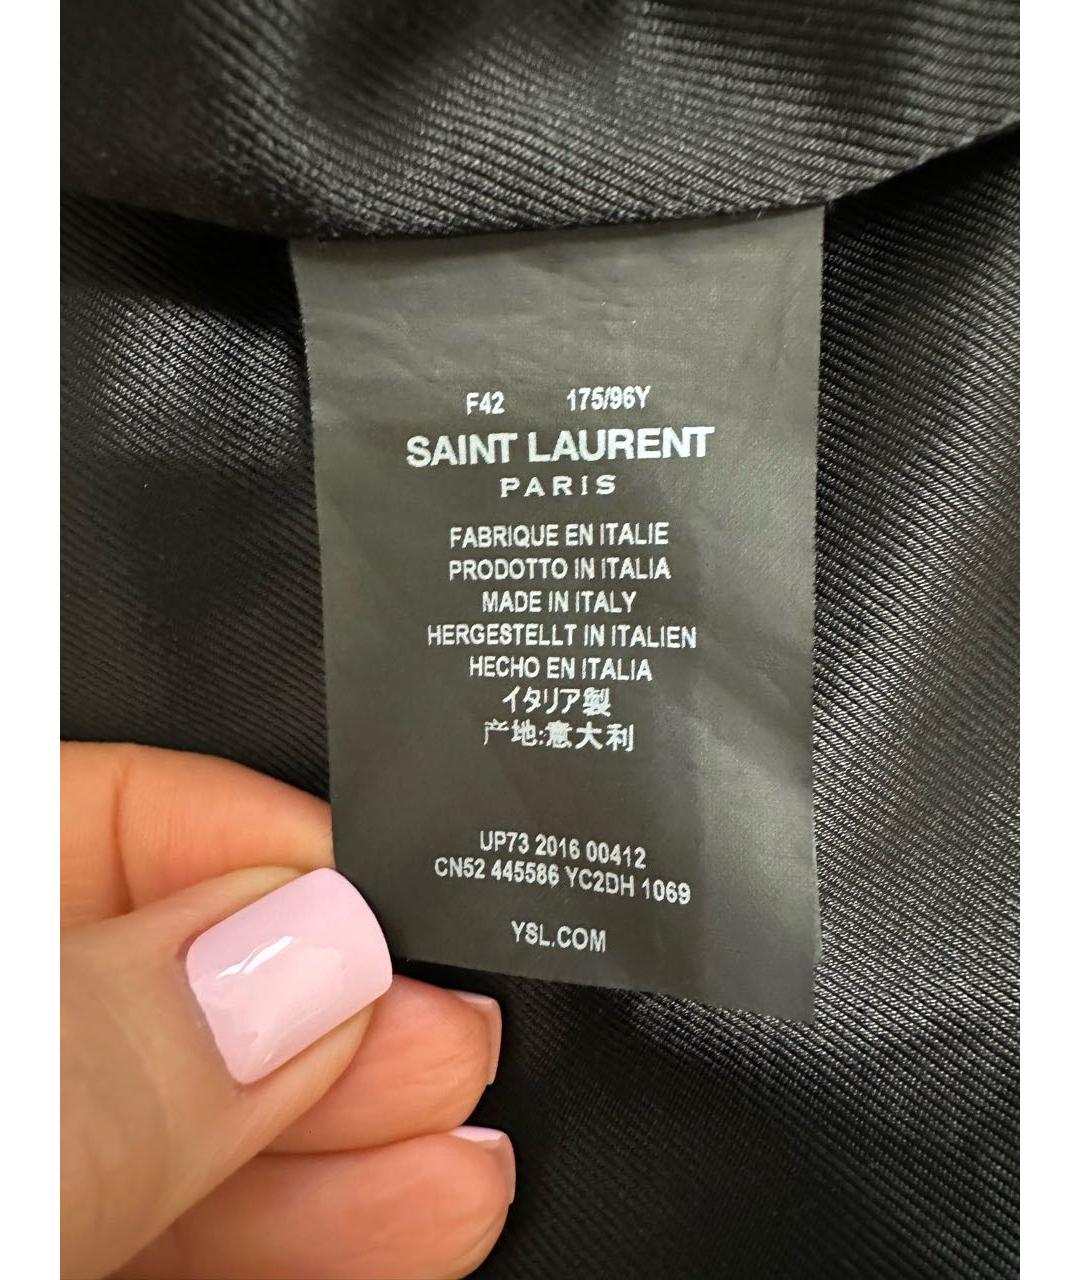 F42 175/96Y
SAINT LAURENT
PARIS
FABRIQUE EN ITALIE
PRODOTTO IN ITALIA
MADE IN ITALY
HERGESTELLT IN ITALIEN
HECHO EN ITALIA
イタリア製
产地:意大利
UP73 2016 00412
CN52 445586 YC2DH 1069
YSL.COM